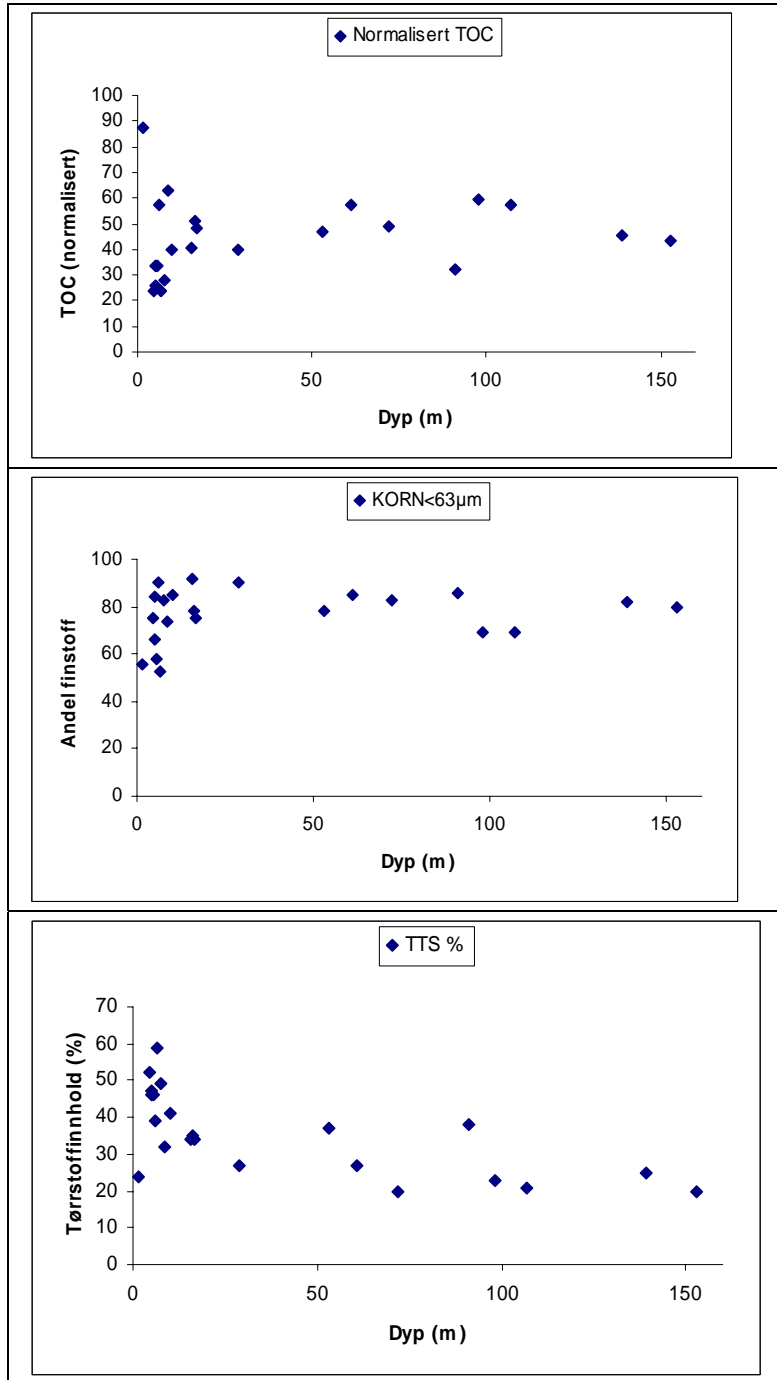 Normalisert TOC
100
90
80
70
60
50
40
30
20
10
0
TOC (normalisert)
0 50 100 150
Dyp (m)
KORN<63µm
100
80
60
40
20
0
Andel finstoff
0 50 100 150
Dyp (m)
TTS %
70
60
50
40
30
20
10
0
Tørrstoffinnhold (%)
0 50 100 150
Dyp (m)